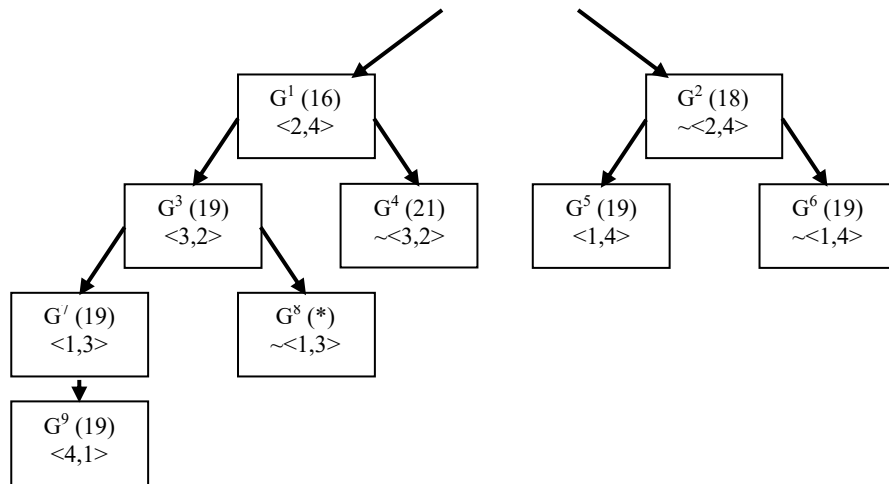 G¹ (16)
<2,4>
G² (18)
~<2,4>
G³ (19)
<3,2>
G⁴ (21)
~<3,2>
G⁵ (19)
<1,4>
G⁶ (19)
~<1,4>
G⁷ (19)
<1,3>
G⁸ (*)
~<1,3>
G⁹ (19)
<4,1>